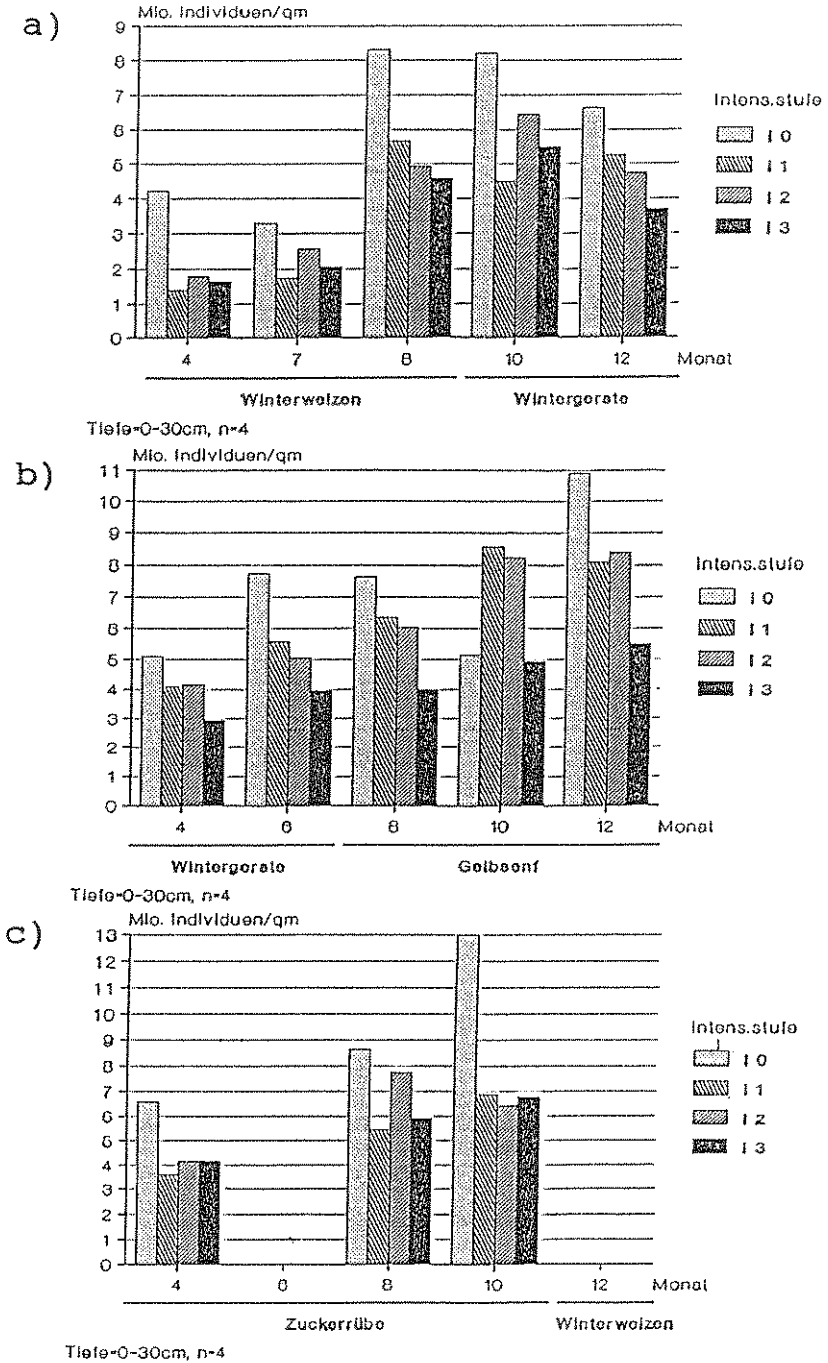 a)
Mio. Individuen/qm
9
8
7
6
5
4
3
2
1
0
4 7 8 10 12 Monat
Winterweizen Wintergerste
Intens.stufe
I 0
I 1
I 2
I 3
Tiefe=0-30cm, n=4
b)
Mio. Individuen/qm
11
10
9
8
7
6
5
4
3
2
1
0
4 6 8 10 12 Monat
Wintergerste Gelbsenf
Intens.stufe
I 0
I 1
I 2
I 3
Tiefe=0-30cm, n=4
c)
Mio. Individuen/qm
13
12
11
10
9
8
7
6
5
4
3
2
1
0
4 6 8 10 12 Monat
Zuckerrübe Winterweizen
Intens.stufe
I 0
I 1
I 2
I 3
Tiefe=0-30cm, n=4